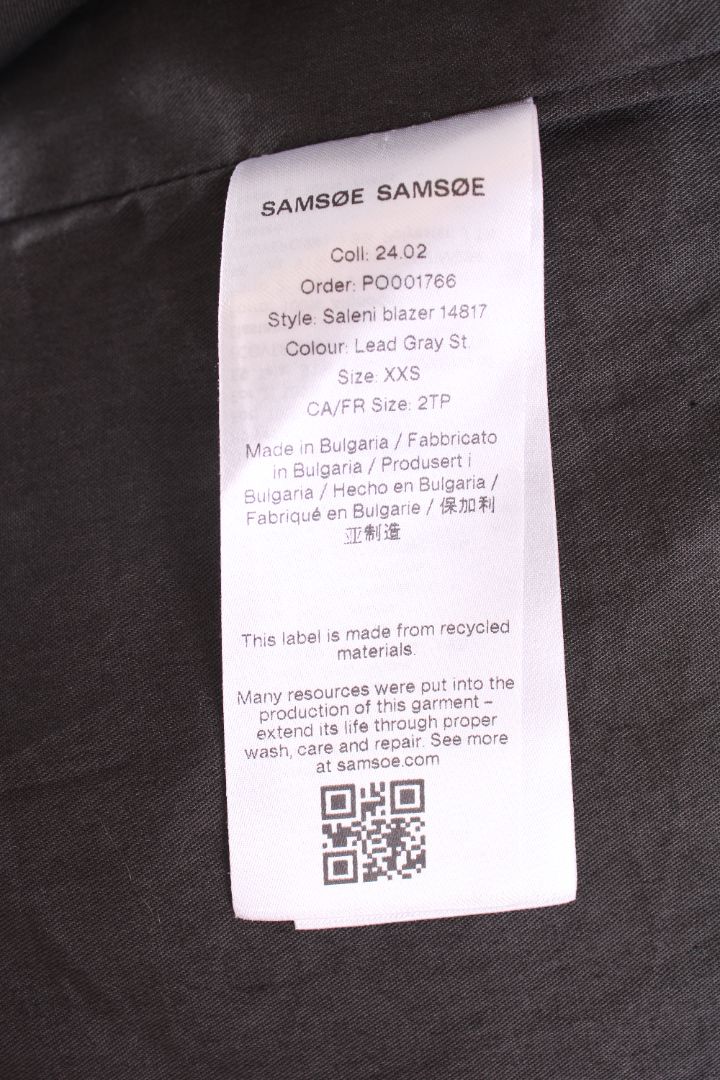 SAMSØE SAMSØE
Coll: 24.02
Order: PO001766
Style: Saleni blazer 14817
Colour: Lead Gray St.
Size: XXS
CA/FR Size: 2TP
Made in Bulgaria / Fabbricato
in Bulgaria / Produsert i
Bulgaria / Hecho en Bulgaria /
Fabriqué en Bulgarie / 保加利
亚制造
This label is made from recycled
materials.
Many resources were put into the
production of this garment –
extend its life through proper
wash, care and repair. See more
at samsoe.com